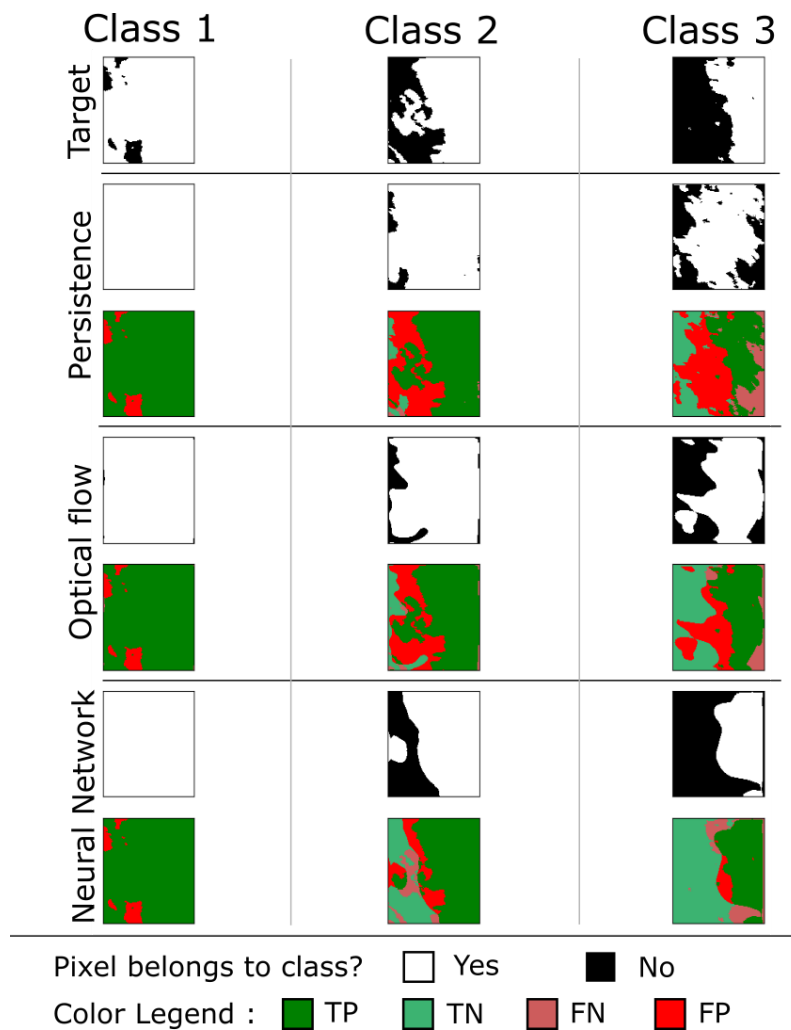 Class 1 Class 2 Class 3
Target
Persistence
Optical flow
Neural Network
Pixel belongs to class? Yes No
Color Legend : TP TN FN FP